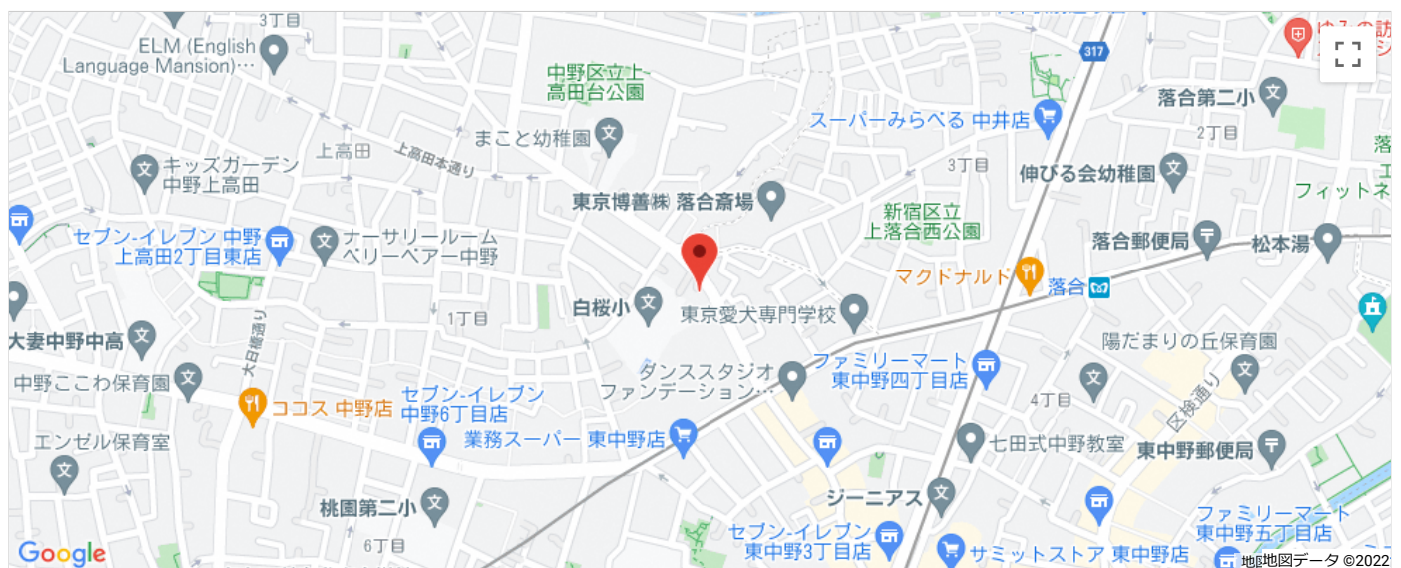 3丁目
ELM (English
Language Mansion)…
317
中野区立上
高田台公園
落合第二小
スーパーみらべる 中井店
2丁目
まこと幼稚園
上高田
上高田本通り
3丁目
キッズガーデン
中野上高田
伸びる会幼稚園
フィットネ
東京博善㈱ 落合斎場
新宿区立
上落合西公園
セブン-イレブン 中野
上高田2丁目東店
ナーサリールーム
ベリーベアー中野
落合郵便局
松本湯
マクドナルド
落合
白桜小
東京愛犬専門学校
1丁目
大妻中野中高
大日橋通り
陽だまりの丘保育園
中野ここわ保育園
ダンススタジオ
ファンデーション…
ファミリーマート
東中野四丁目店
セブン-イレブン
中野6丁目店
ココス 中野店
4丁目
区検通り
業務スーパー 東中野店
エンゼル保育室
七田式中野教室
東中野郵便局
桃園第二小
ジーニアス
ファミリーマート
東中野五丁目店
セブン-イレブン
東中野3丁目店
6丁目
サミットストア 東中野店
Google
地図データ ©2022